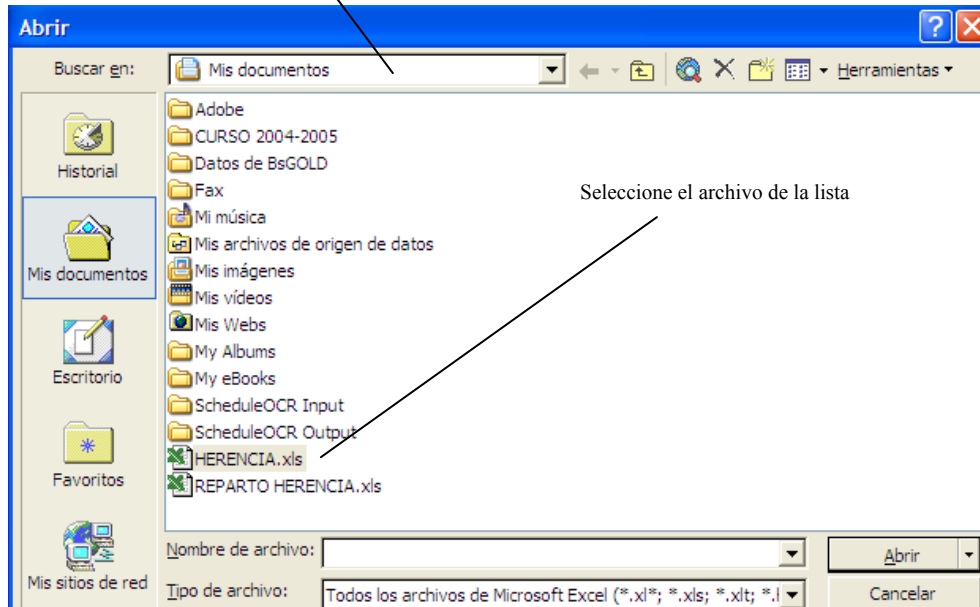 Abrir
Buscar en: Mis documentos Herramientas
Historial
Mis documentos
Escritorio
Favoritos
Mis sitios de red
Adobe
CURSO 2004-2005
Datos de BsGOLD
Fax
Mi música
Mis archivos de origen de datos
Mis imágenes
Mis vídeos
Mis Webs
My Albums
My eBooks
ScheduleOCR Input
ScheduleOCR Output
HERENCIA.xls
REPARTO HERENCIA.xls
Seleccione el archivo de la lista
Nombre de archivo: Abrir
Tipo de archivo: Todos los archivos de Microsoft Excel (*.xl*; *.xls; *.xlt; *. Cancelar